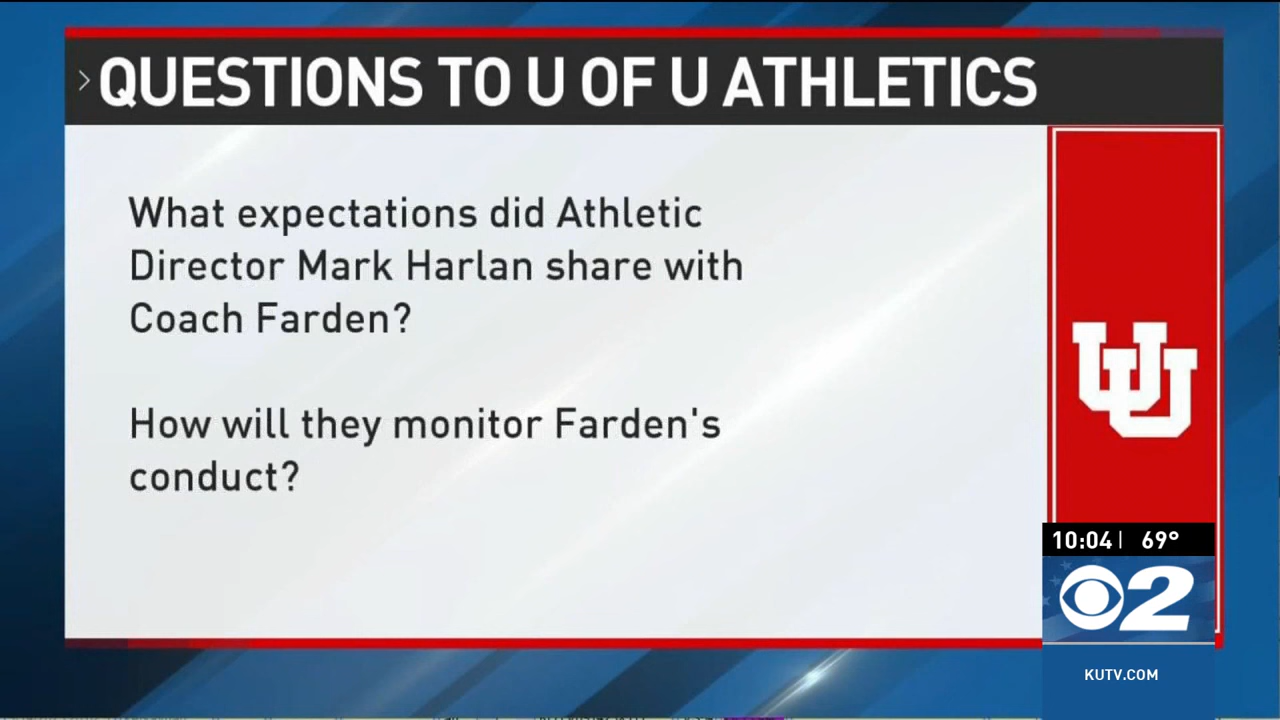 > QUESTIONS TO U OF U ATHLETICS
What expectations did Athletic
Director Mark Harlan share with
Coach Farden?
How will they monitor Farden's
conduct?
UU
10:04 | 69°
2
KUTV.COM